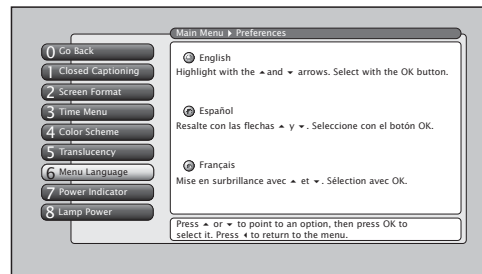 Main Menu ▶ Preferences
0 Go Back
1 Closed Captioning
2 Screen Format
3 Time Menu
4 Color Scheme
5 Translucency
6 Menu Language
7 Power Indicator
8 Lamp Power
English
Highlight with the ▲ and ▼ arrows. Select with the OK button.
Español
Resalte con las flechas ▲ y ▼. Seleccione con el botón OK.
Français
Mise en surbrillance avec ▲ et ▼. Sélection avec OK.
Press ▲ or ▼ to point to an option, then press OK to
select it. Press ◀ to return to the menu.